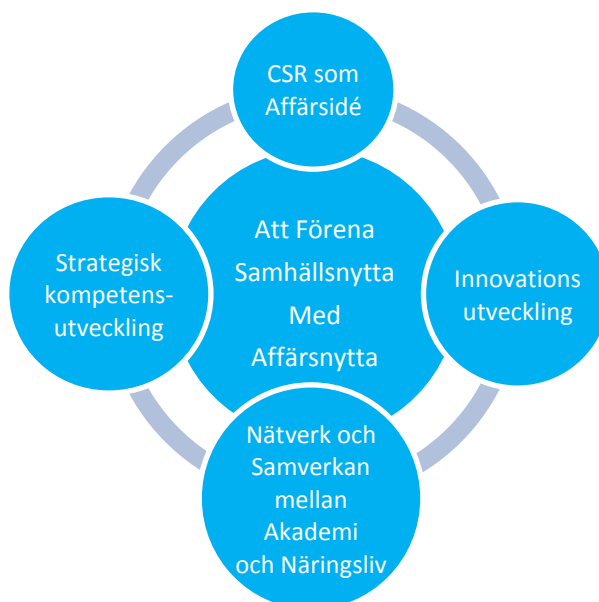 CSR som
Affärsidé
Att Förena
Samhällsnytta
Med
Affärsnytta
Strategisk
kompetens-
utveckling
Innovations
utveckling
Nätverk och
Samverkan
mellan
Akademi
och Näringsliv